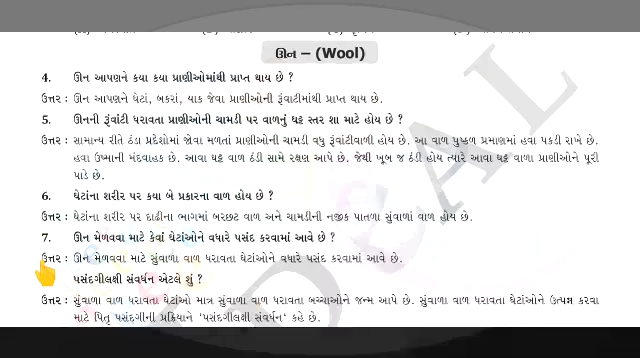 ઊન – (Wool)
4. ઊન આપણને કયા કયા પ્રાણીઓમાંથી પ્રાપ્ત થાય છે ?
ઉત્તર : ઊન આપણને ઘેટાં, બકરાં, યાક જેવા પ્રાણીઓની રૂંવાટીમાંથી પ્રાપ્ત થાય છે.
5. ઊનની રૂંવાંટી ધરાવતા પ્રાણીઓની ચામડી પર વાળનું ઘટ્ટ સ્તર શા માટે હોય છે ?
ઉત્તર : સામાન્ય રીતે ઠંડા પ્રદેશોમાં જોવા મળતાં પ્રાણીઓની ચામડી વધુ રૂંવાંટીવાળી હોય છે. આ વાળ પુષ્કળ પ્રમાણમાં હવા પકડી રાખે છે.
હવા ઉષ્માની મંદવાહક છે. આવા ઘટ્ટ વાળ ઠંડી સામે રક્ષણ આપે છે. જેથી ખૂબ જ ઠંડી હોય ત્યારે આવા ઘટ્ટ વાળા પ્રાણીઓને પૂરી
પાડે છે.
6. ઘેટાંના શરીર પર કયા બે પ્રકારના વાળ હોય છે ?
ઉત્તર : ઘેટાંના શરીર પર દાઢીના ભાગમાં બરછટ વાળ અને ચામડીની નજીક પાતળા સુંવાળાં વાળ હોય છે.
7. ઊન મેળવવા માટે કેવાં ઘેટાંઓને વધારે પસંદ કરવામાં આવે છે ?
ઉત્તર : ઊન મેળવવા માટે સુંવાળા વાળ ધરાવતા ઘેટાંઓને વધારે પસંદ કરવામાં આવે છે.
પસંદગીલક્ષી સંવર્ધન એટલે શું ?
ઉત્તર : સુંવાળા વાળ ધરાવતા ઘેટાંઓ માત્ર સુંવાળા વાળ ધરાવતા બચ્ચાઓને જન્મ આપે છે. સુંવાળા વાળ ધરાવતા ઘેટાંઓને ઉત્પન્ન કરવા
માટે પિતૃ પસંદગીની પ્રક્રિયાને 'પસંદગીલક્ષી સંવર્ધન' કહે છે.